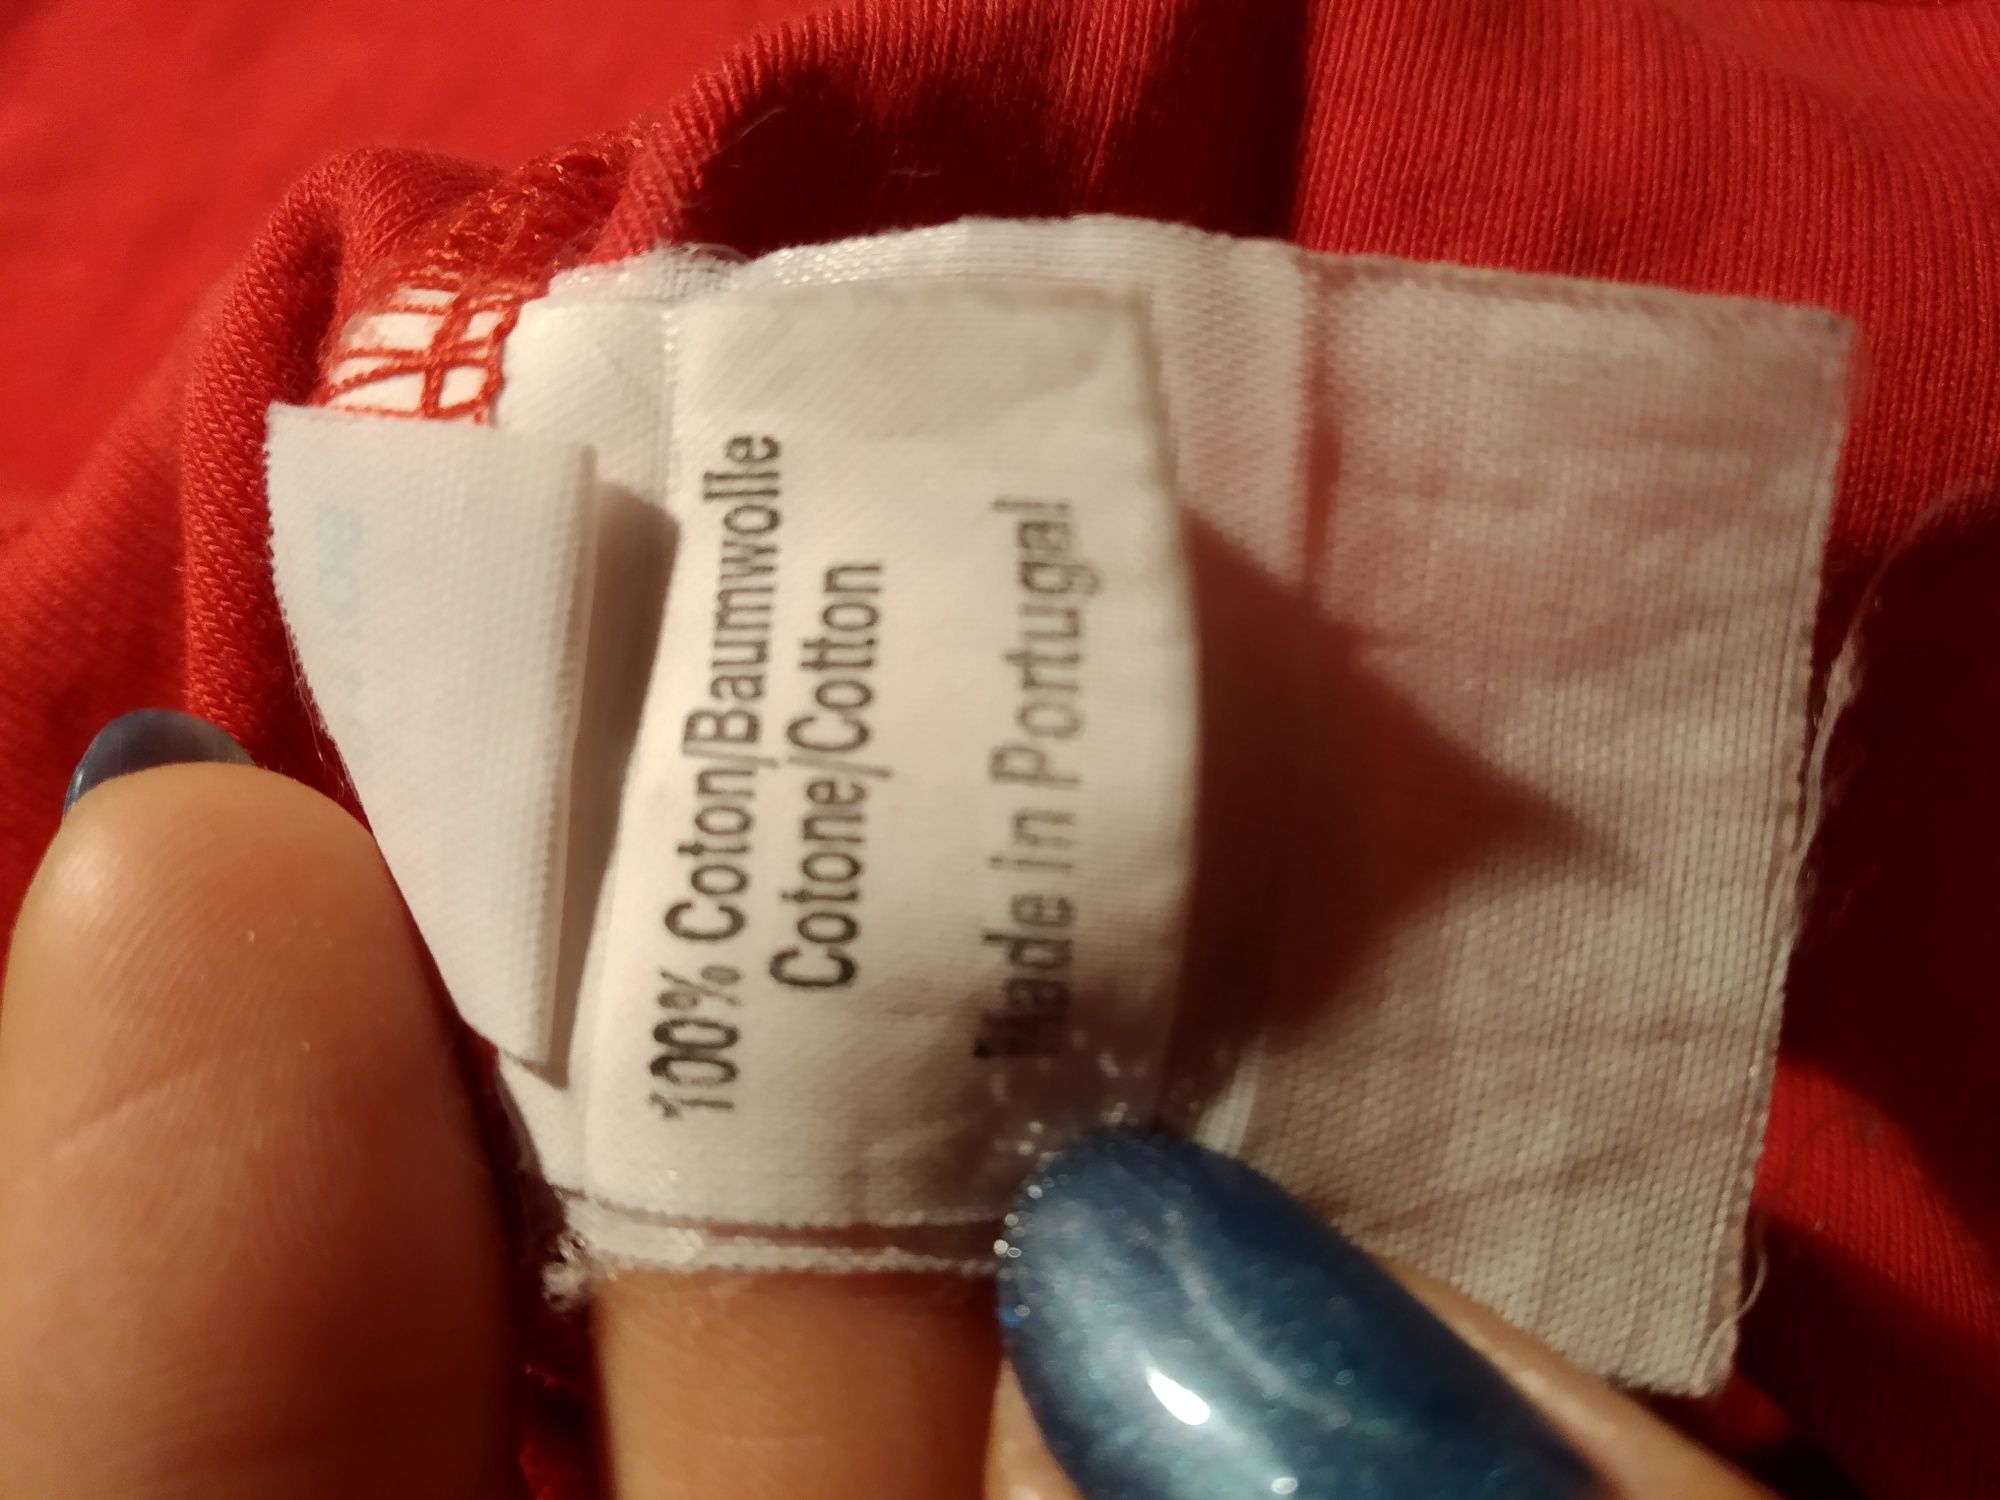 100% Coton/Baumwolle
Cotone/Cotton
Made in Portugal